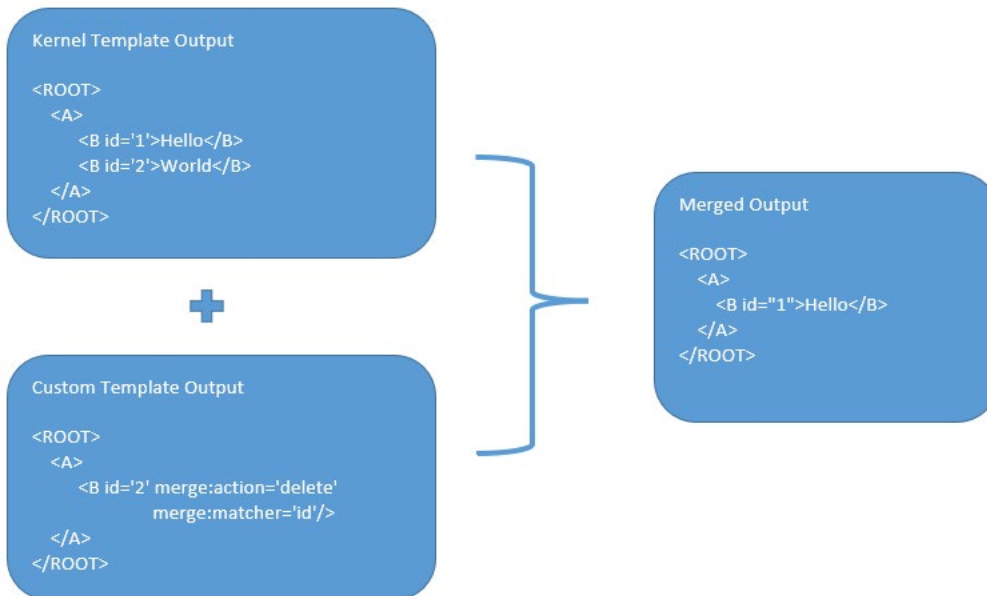 Kernel Template Output
<ROOT>
<A>
<B id='1'>Hello</B>
<B id='2'>World</B>
</A>
</ROOT>
Custom Template Output
<ROOT>
<A>
<B id='2' merge:action='delete'
merge:matcher='id'/>
</A>
</ROOT>
Merged Output
<ROOT>
<A>
<B id="1">Hello</B>
</A>
</ROOT>